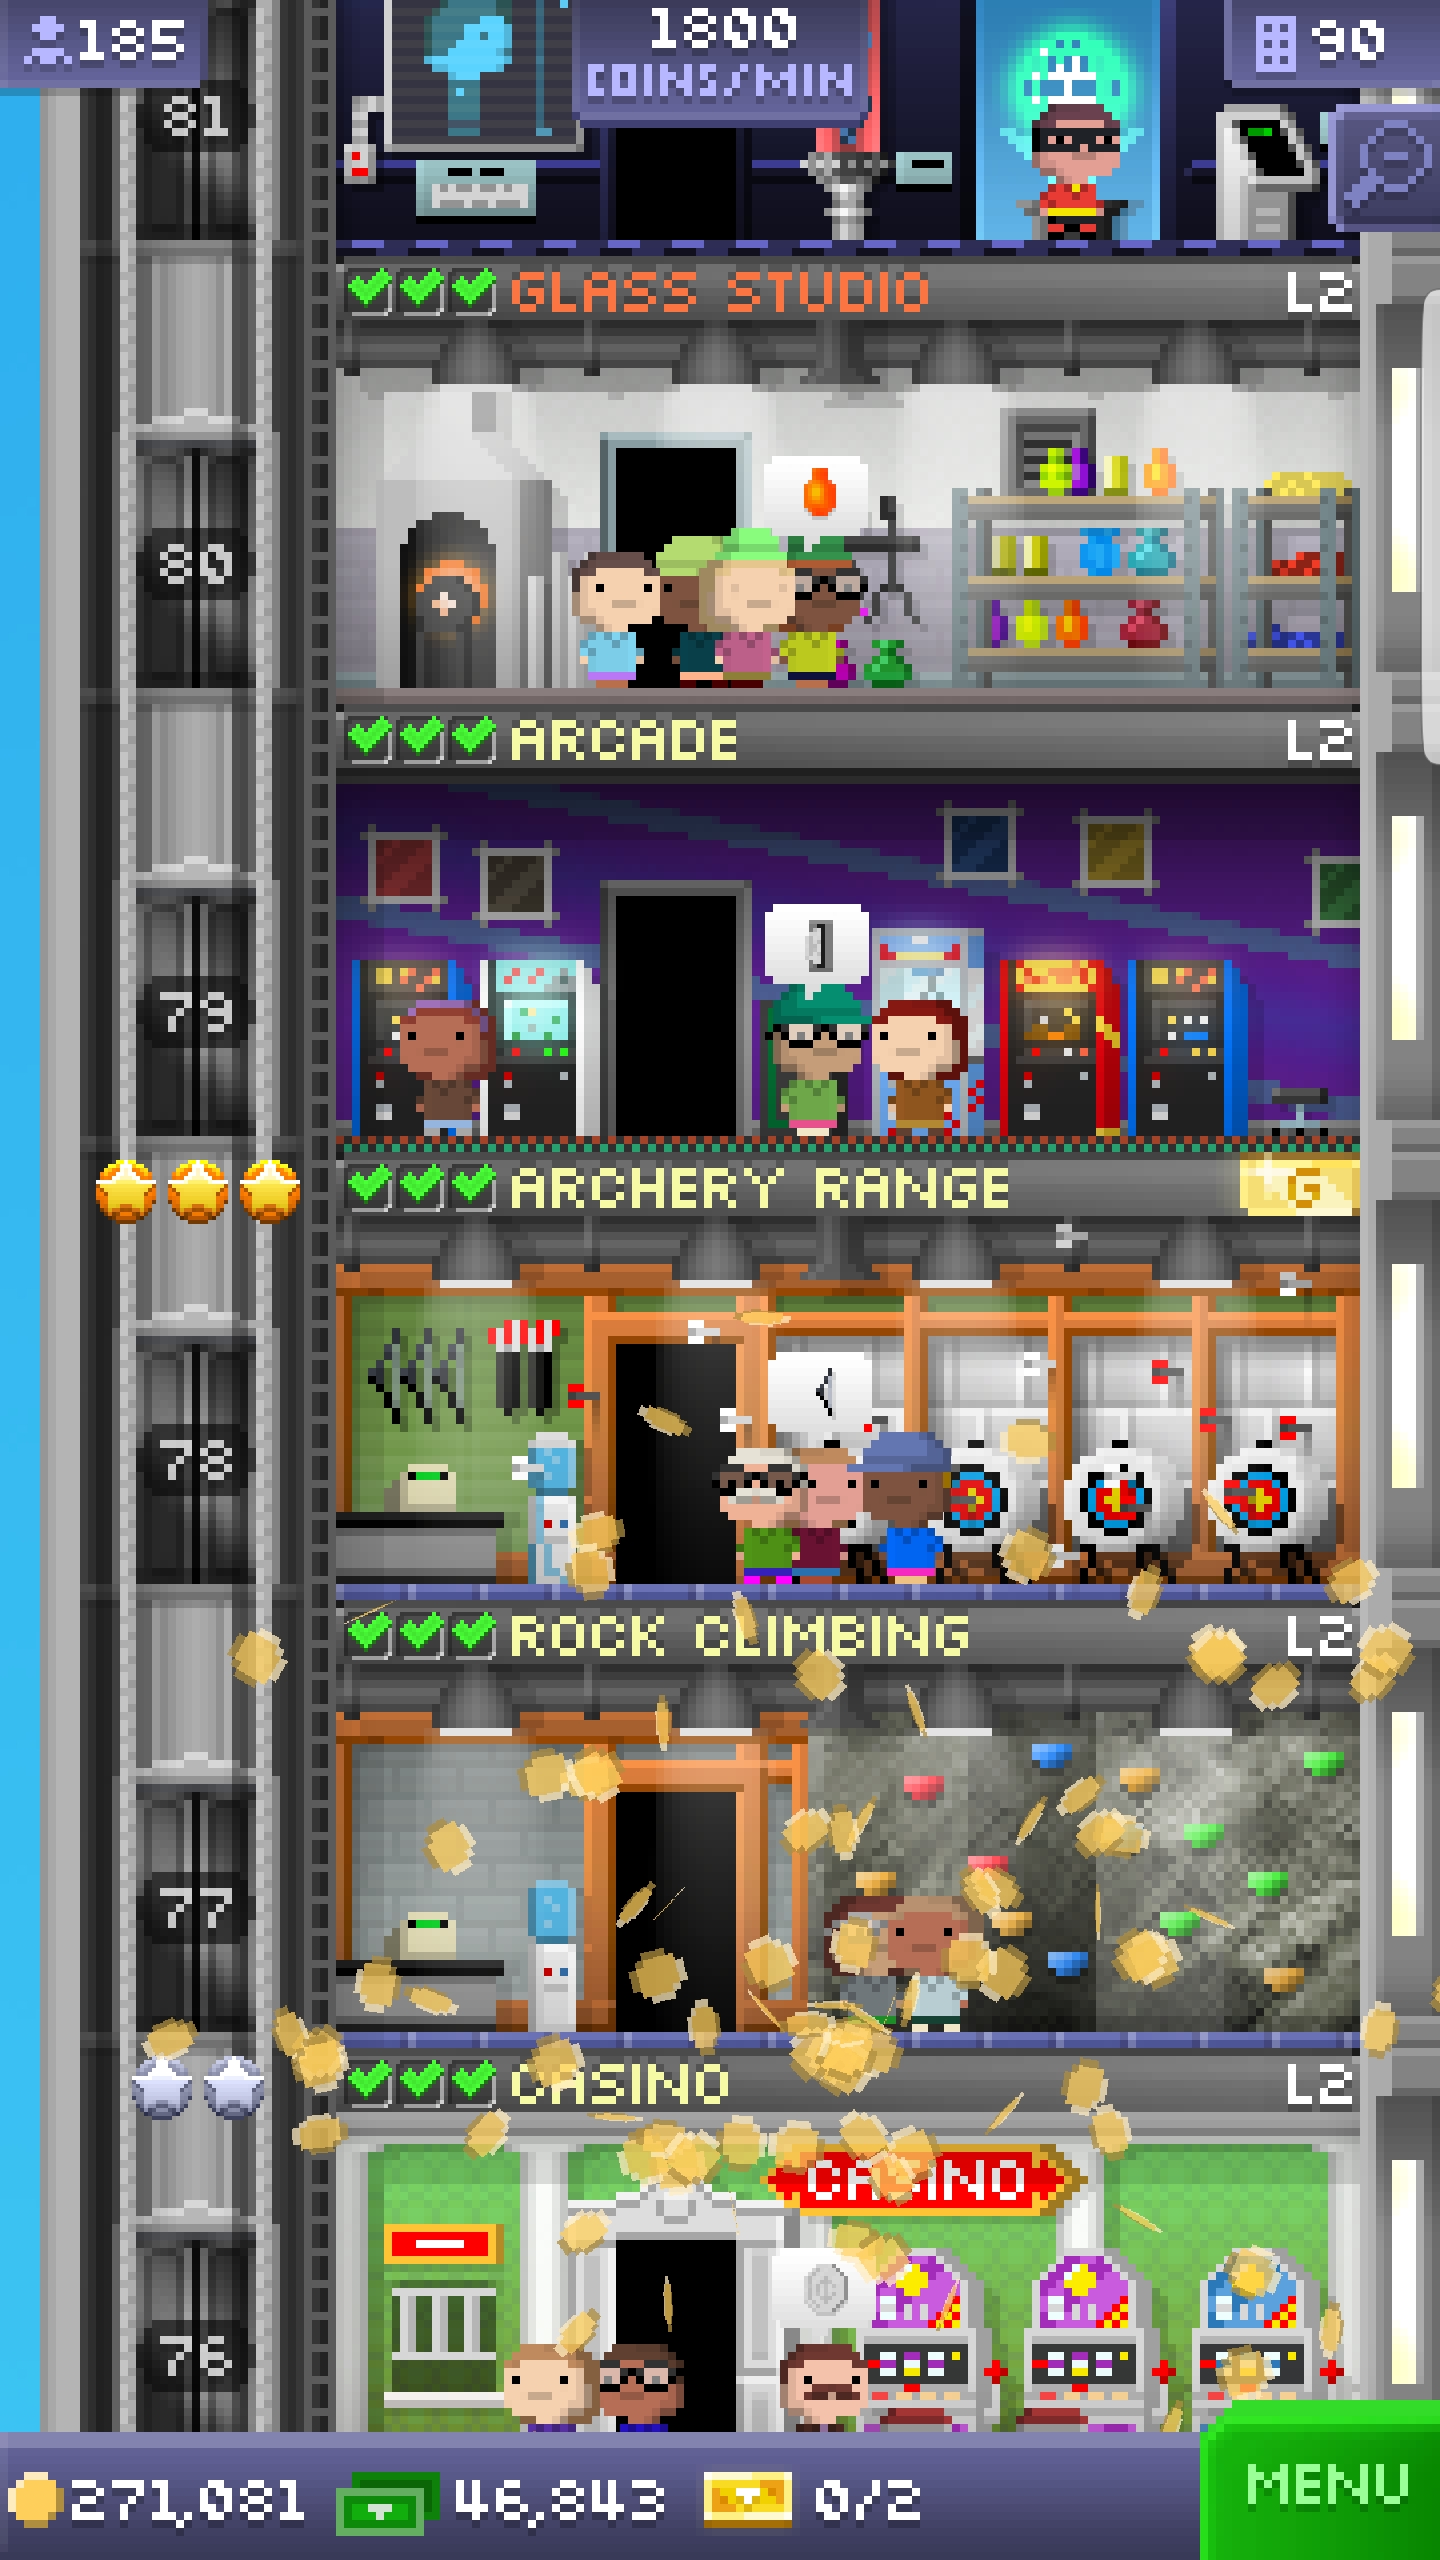 185
1800
COINS/MIN
90
81
GLASS STUDIO L2
80
ARCADE L2
79
ARCHERY RANGE G
78
ROCK CLIMBING L2
77
CASINO L2
CASINO
76
271,081 46,843 0/2 MENU